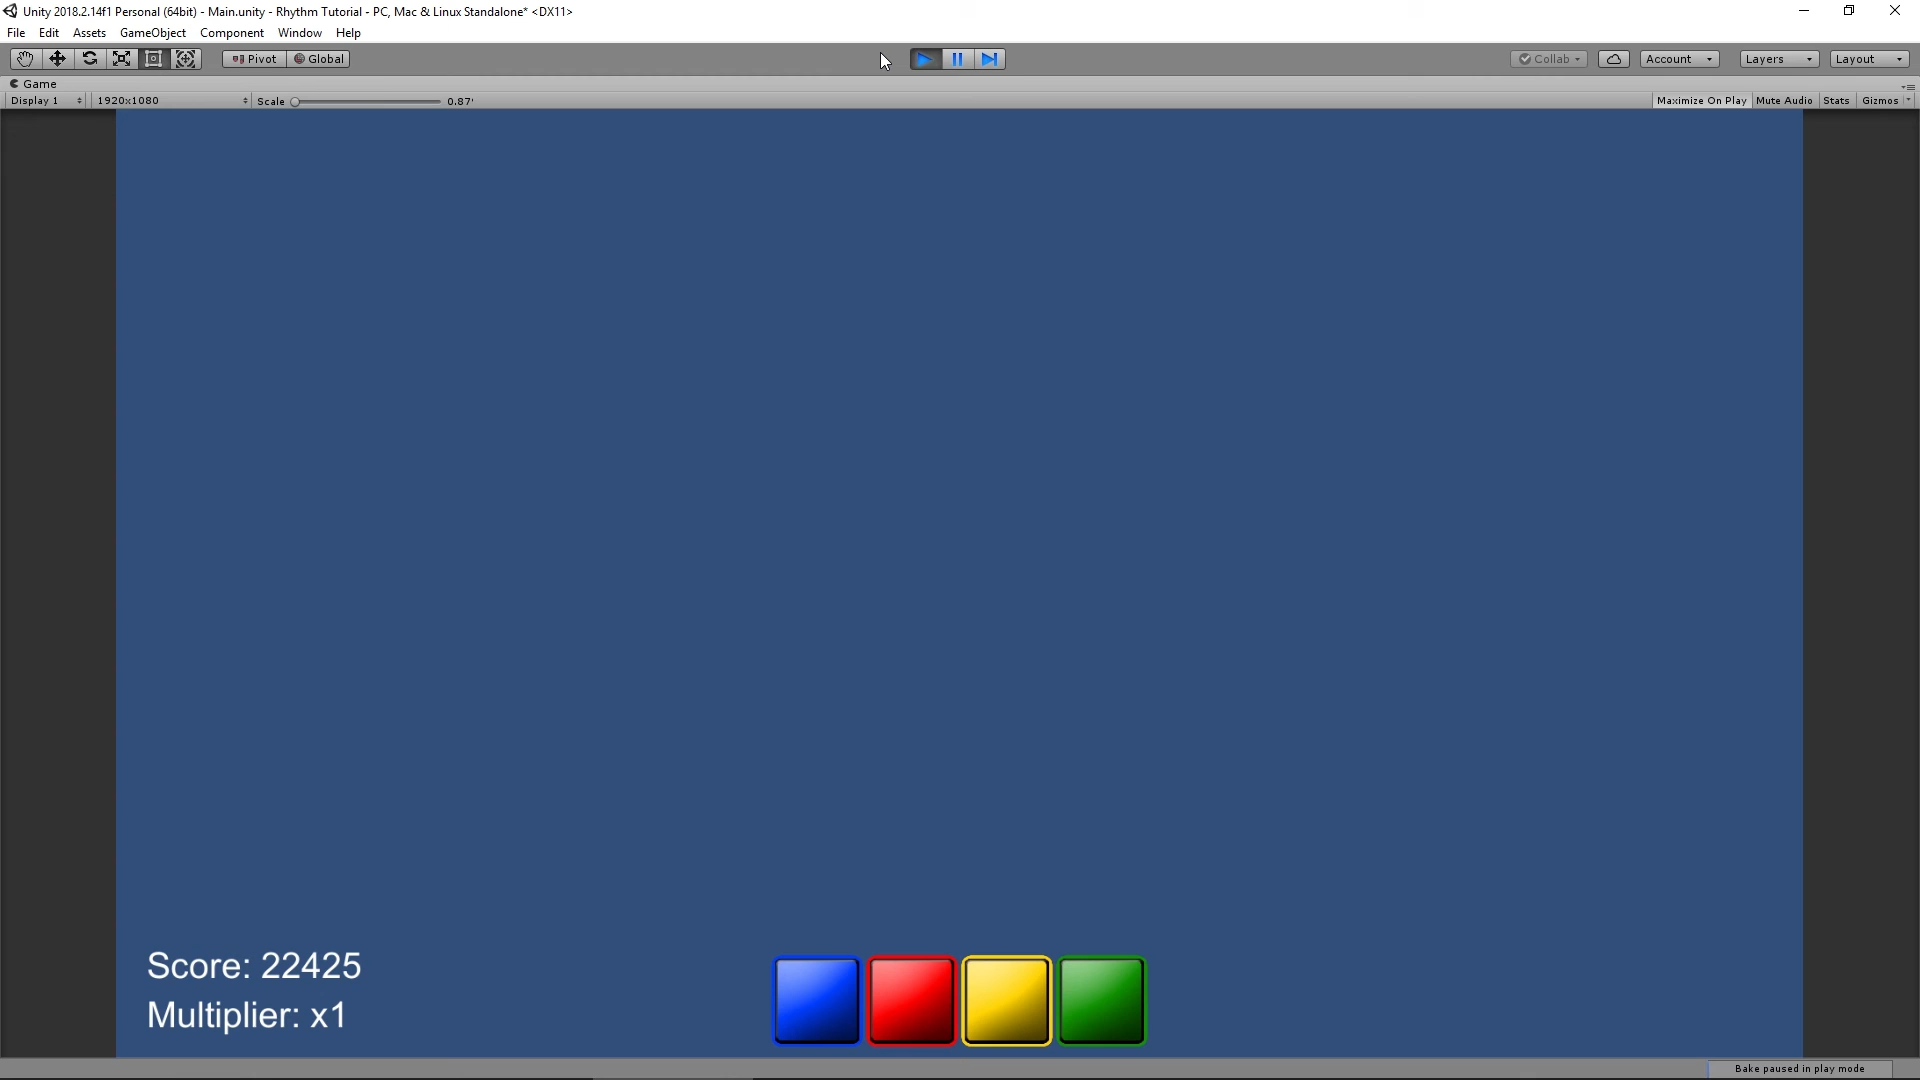 Unity 2018.2.14f1 Personal (64bit) - Main.unity - Rhythm Tutorial - PC, Mac & Linux Standalone* <DX11>
File Edit Assets GameObject Component Window Help
Pivot Global Collab Account Layers Layout
Game
Display 1 1920x1080 Scale 0.87' Maximize On Play Mute Audio Stats Gizmos
Score: 22425
Multiplier: x1
Bake paused in play mode